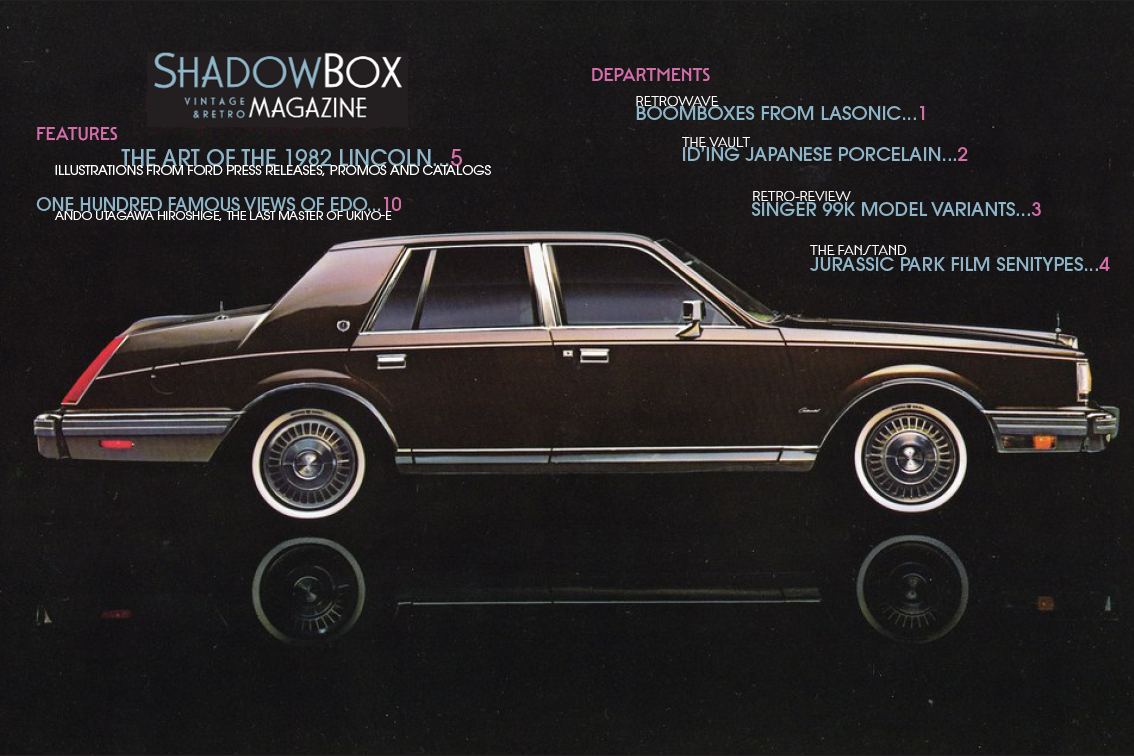 SHADOWBOX
VINTAGE & RETRO MAGAZINE
FEATURES
THE ART OF THE 1982 LINCOLN...5
ILLUSTRATIONS FROM FORD PRESS RELEASES, PROMOS AND CATALOGS
ONE HUNDRED FAMOUS VIEWS OF EDO...10
ANDO UTAGAWA HIROSHIGE, THE LAST MASTER OF UKIYO-E
DEPARTMENTS
RETROWAVE
BOOMBOXES FROM LASONIC...1
THE VAULT
ID'ING JAPANESE PORCELAIN...2
RETRO-REVIEW
SINGER 99K MODEL VARIANTS...3
THE FANSTAND
JURASSIC PARK FILM SENITYPES...4
Continental